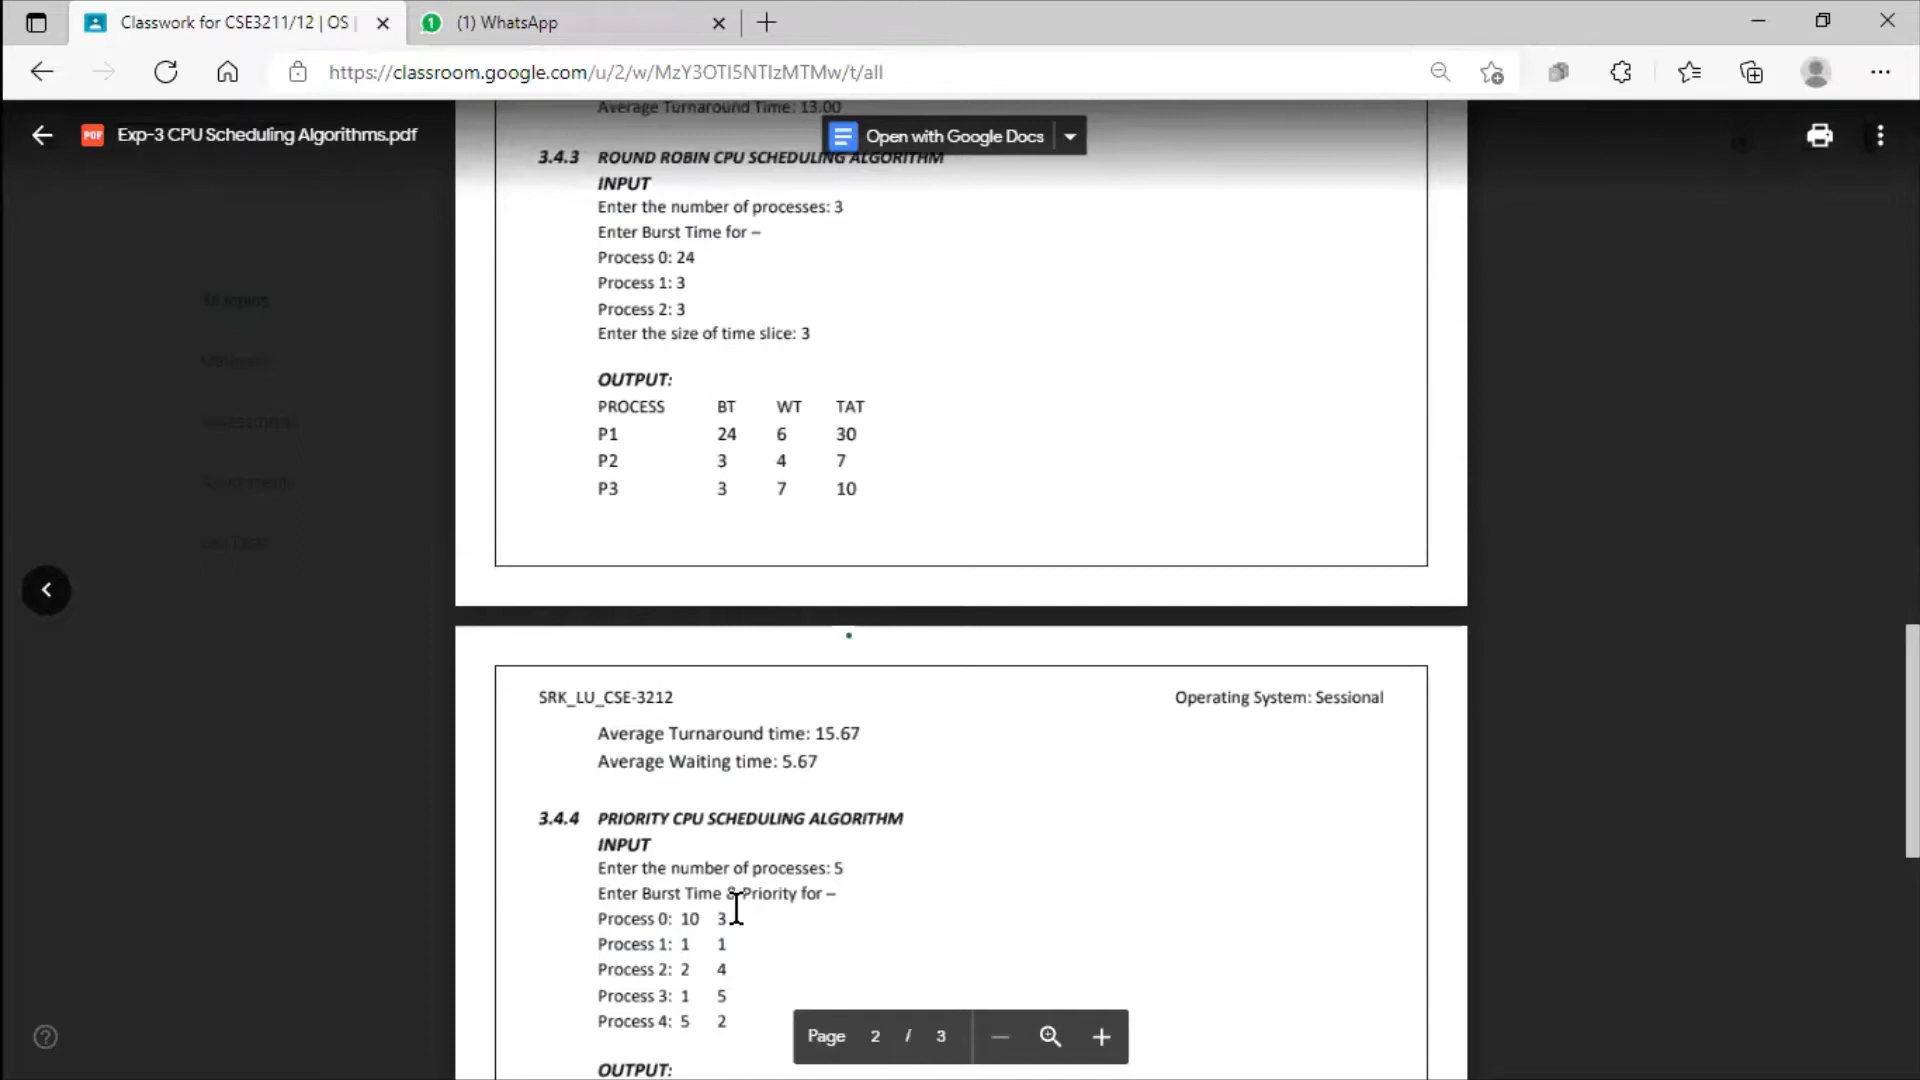 Classwork for CSE3211/12 | OS |
(1) WhatsApp
https://classroom.google.com/u/2/w/MzY3OTI5NTIzMTMw/t/all
Average Turnaround Time: 13.00
PDF Exp-3 CPU Scheduling Algorithms.pdf
Open with Google Docs
3.4.3 ROUND ROBIN CPU SCHEDULING ALGORITHM
INPUT
Enter the number of processes: 3
Enter Burst Time for –
Process 0: 24
Process 1: 3
Process 2: 3
Enter the size of time slice: 3
OUTPUT:
PROCESS BT WT TAT
P1 24 6 30
P2 3 4 7
P3 3 7 10
SRK_LU_CSE-3212 Operating System: Sessional
Average Turnaround time: 15.67
Average Waiting time: 5.67
3.4.4 PRIORITY CPU SCHEDULING ALGORITHM
INPUT
Enter the number of processes: 5
Enter Burst Time & Priority for –
Process 0: 10 3
Process 1: 1 1
Process 2: 2 4
Process 3: 1 5
Process 4: 5 2
Page 2 / 3
OUTPUT: